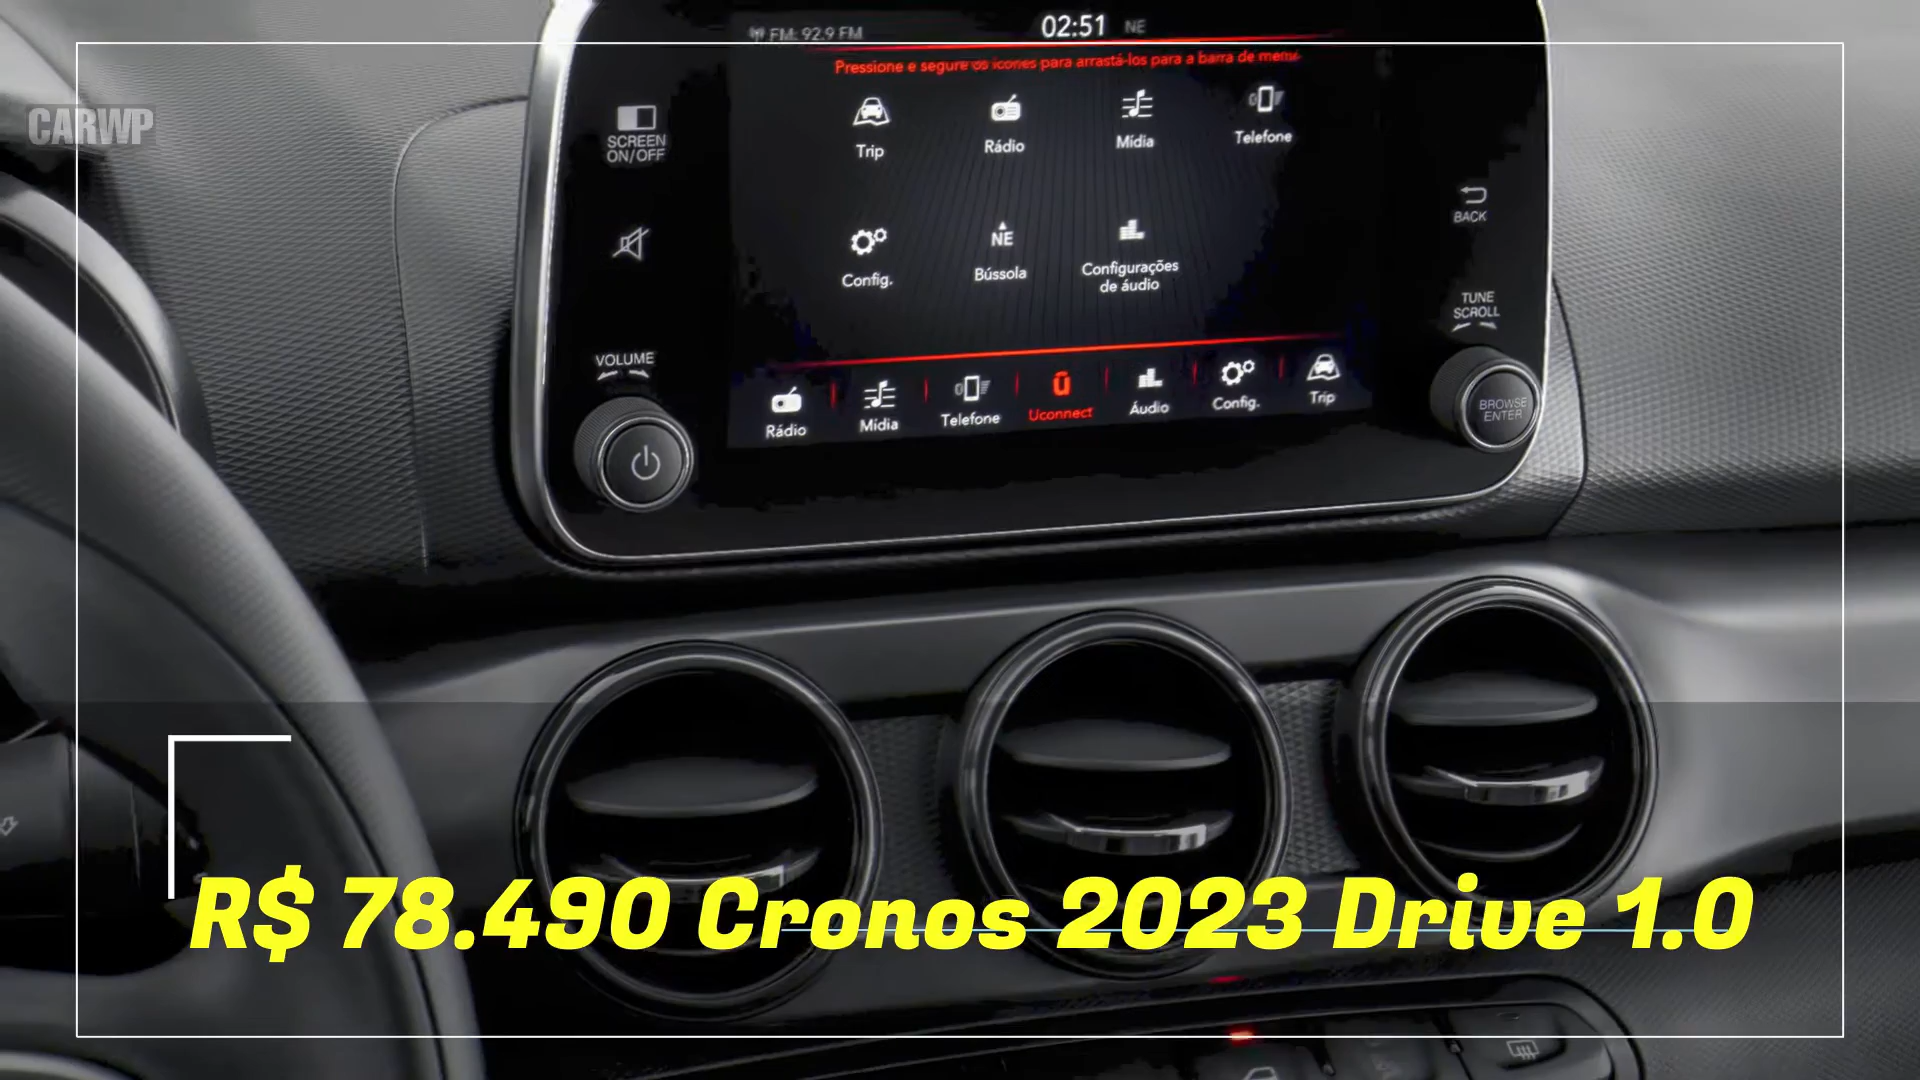 FM: 92.9 FM
02:51
NE
Pressione e segure os ícones para arrastá-los para a barra de menu
CARWP
SCREEN
ON/OFF
Trip
Rádio
Mídia
Telefone
BACK
Config.
NE
Bússola
Configurações
de áudio
TUNE
SCROLL
VOLUME
Rádio
Mídia
Telefone
Uconnect
Áudio
Config.
Trip
BROWSE
ENTER
R$ 78.490 Cronos 2023 Drive 1.0